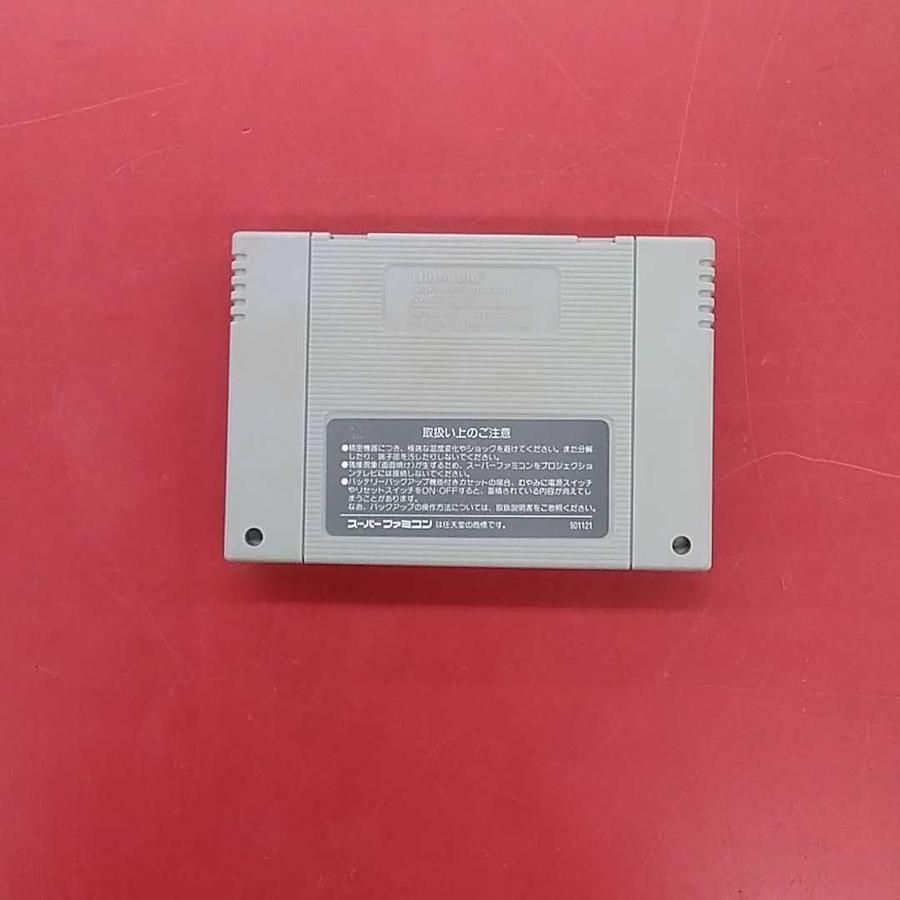 Nintendo
取扱い上のご注意
●精密機器につき、極端な温度変化やショックを避けてください。また分解
したり、端子部を汚したりしないでください。
●残像現象(画面焼け)が生ずるため、スーパーファミコンをプロジェクショ
ンテレビには接続しないでください。
●バッテリーバックアップ機能付きカセットの場合、むやみに電源スイッチ
やリセットスイッチをON・OFFすると、蓄積されている内容が消えてし
まうことがあります。
なお、バックアップの操作方法については、取扱説明書をご参照ください。
スーパーファミコン は任天堂の商標です。 901121